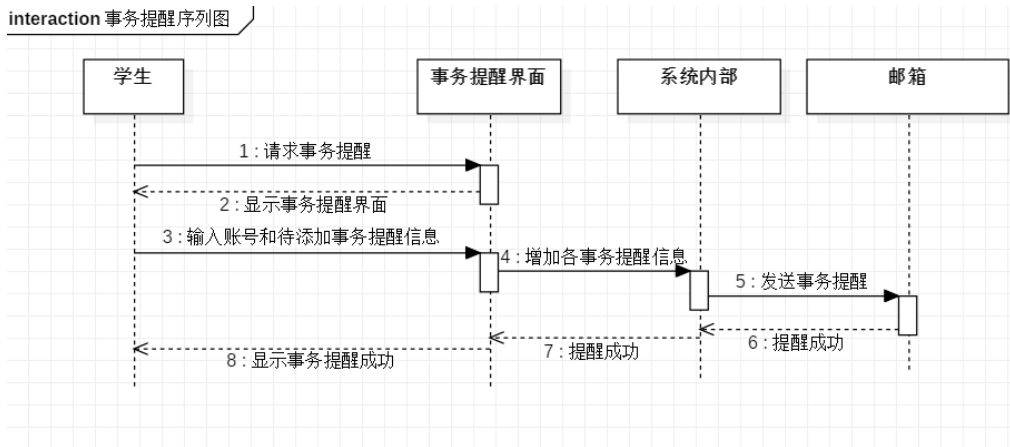 interaction 事务提醒序列图
学生
事务提醒界面
系统内部
邮箱
1 : 请求事务提醒
2 : 显示事务提醒界面
3 : 输入账号和待添加事务提醒信息
4 : 增加各事务提醒信息
5 : 发送事务提醒
6 : 提醒成功
7 : 提醒成功
8 : 显示事务提醒成功